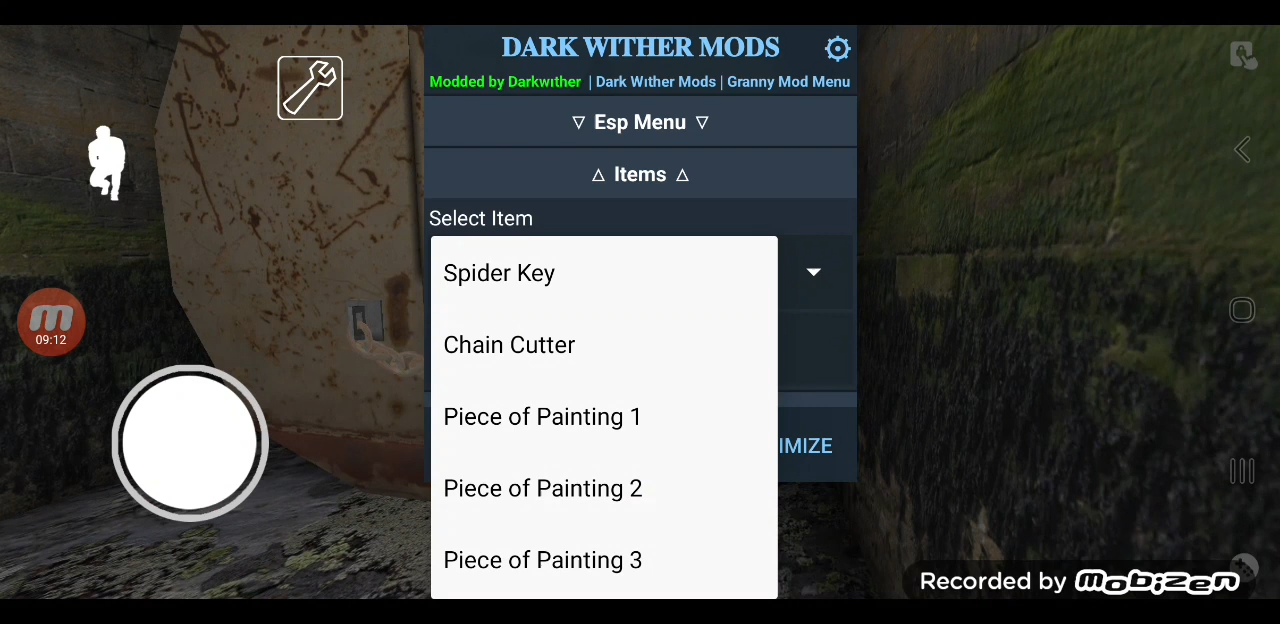 DARK WITHER MODS
Modded by Darkwıther | Dark Wither Mods | Granny Mod Menu
▽ Esp Menu ▽
△ Items △
Select Item
Spider Key
Chain Cutter
Piece of Painting 1
IMIZE
Piece of Painting 2
Piece of Painting 3
09:12
Recorded by mobizen